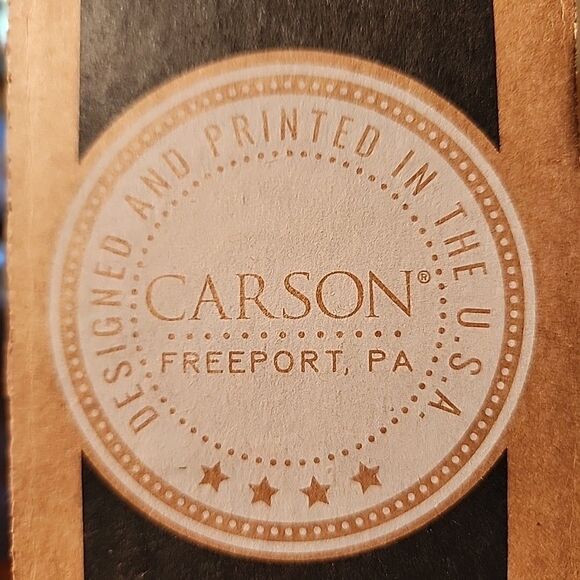 DESIGNED AND PRINTED IN THE U.S.A.
CARSON®
FREEPORT, PA